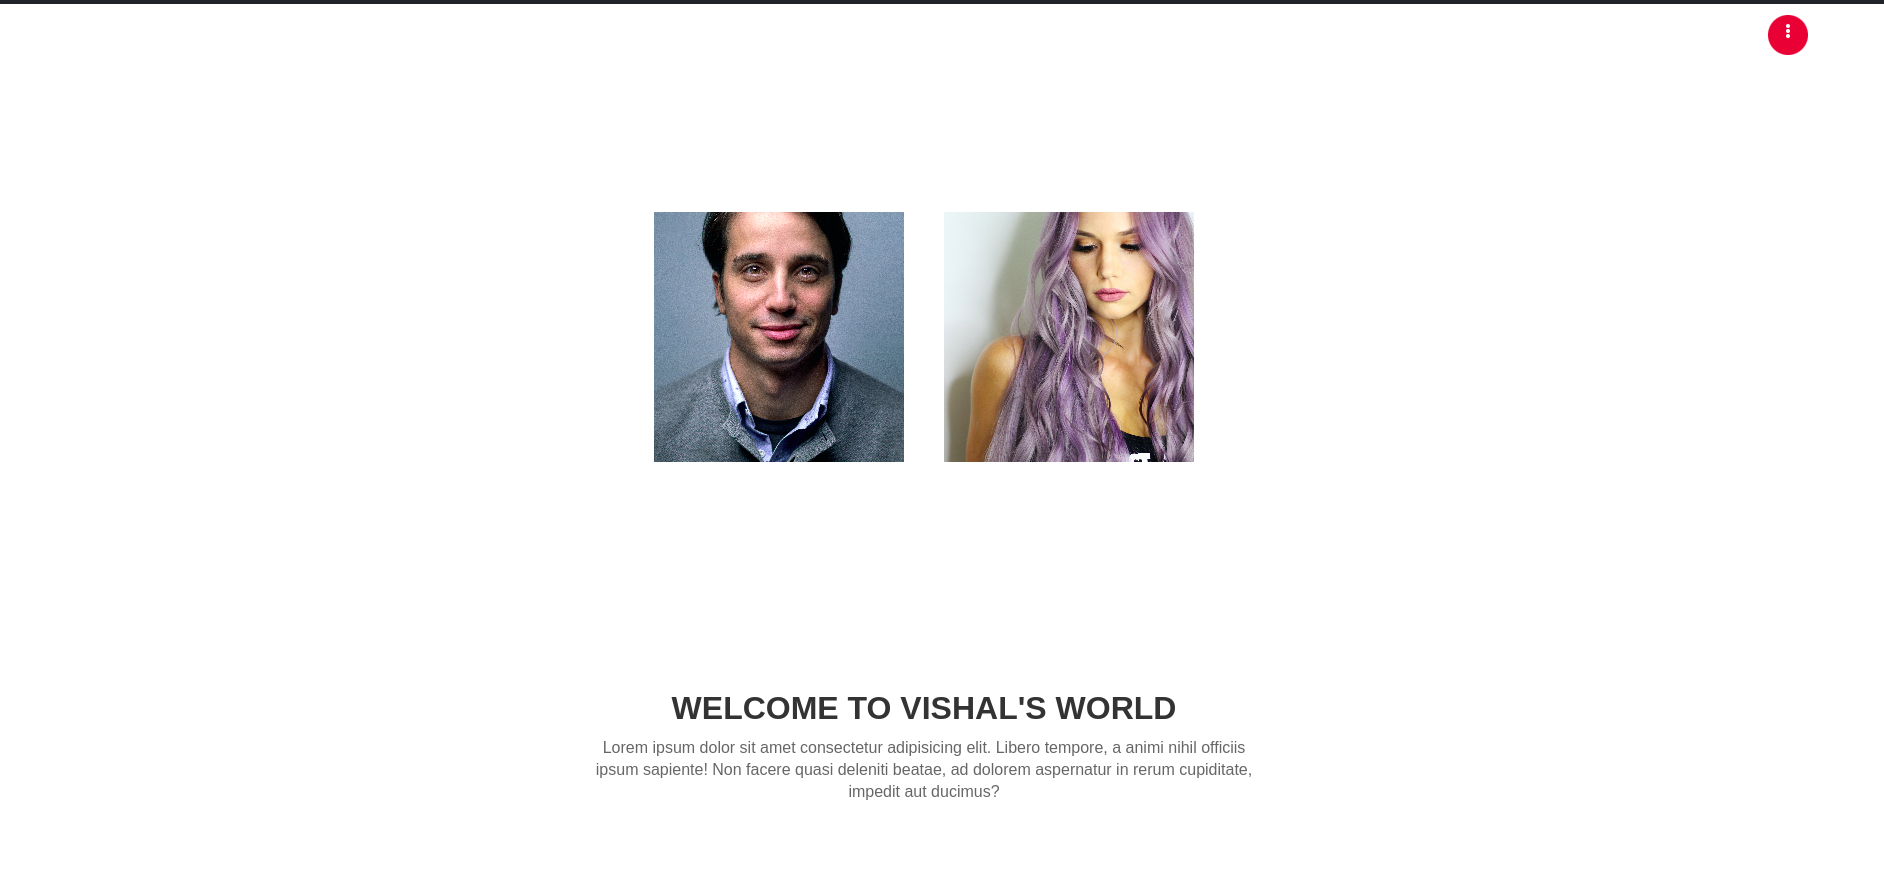 WELCOME TO VISHAL'S WORLD
Lorem ipsum dolor sit amet consectetur adipisicing elit. Libero tempore, a animi nihil officiis
ipsum sapiente! Non facere quasi deleniti beatae, ad dolorem aspernatur in rerum cupiditate,
impedit aut ducimus?